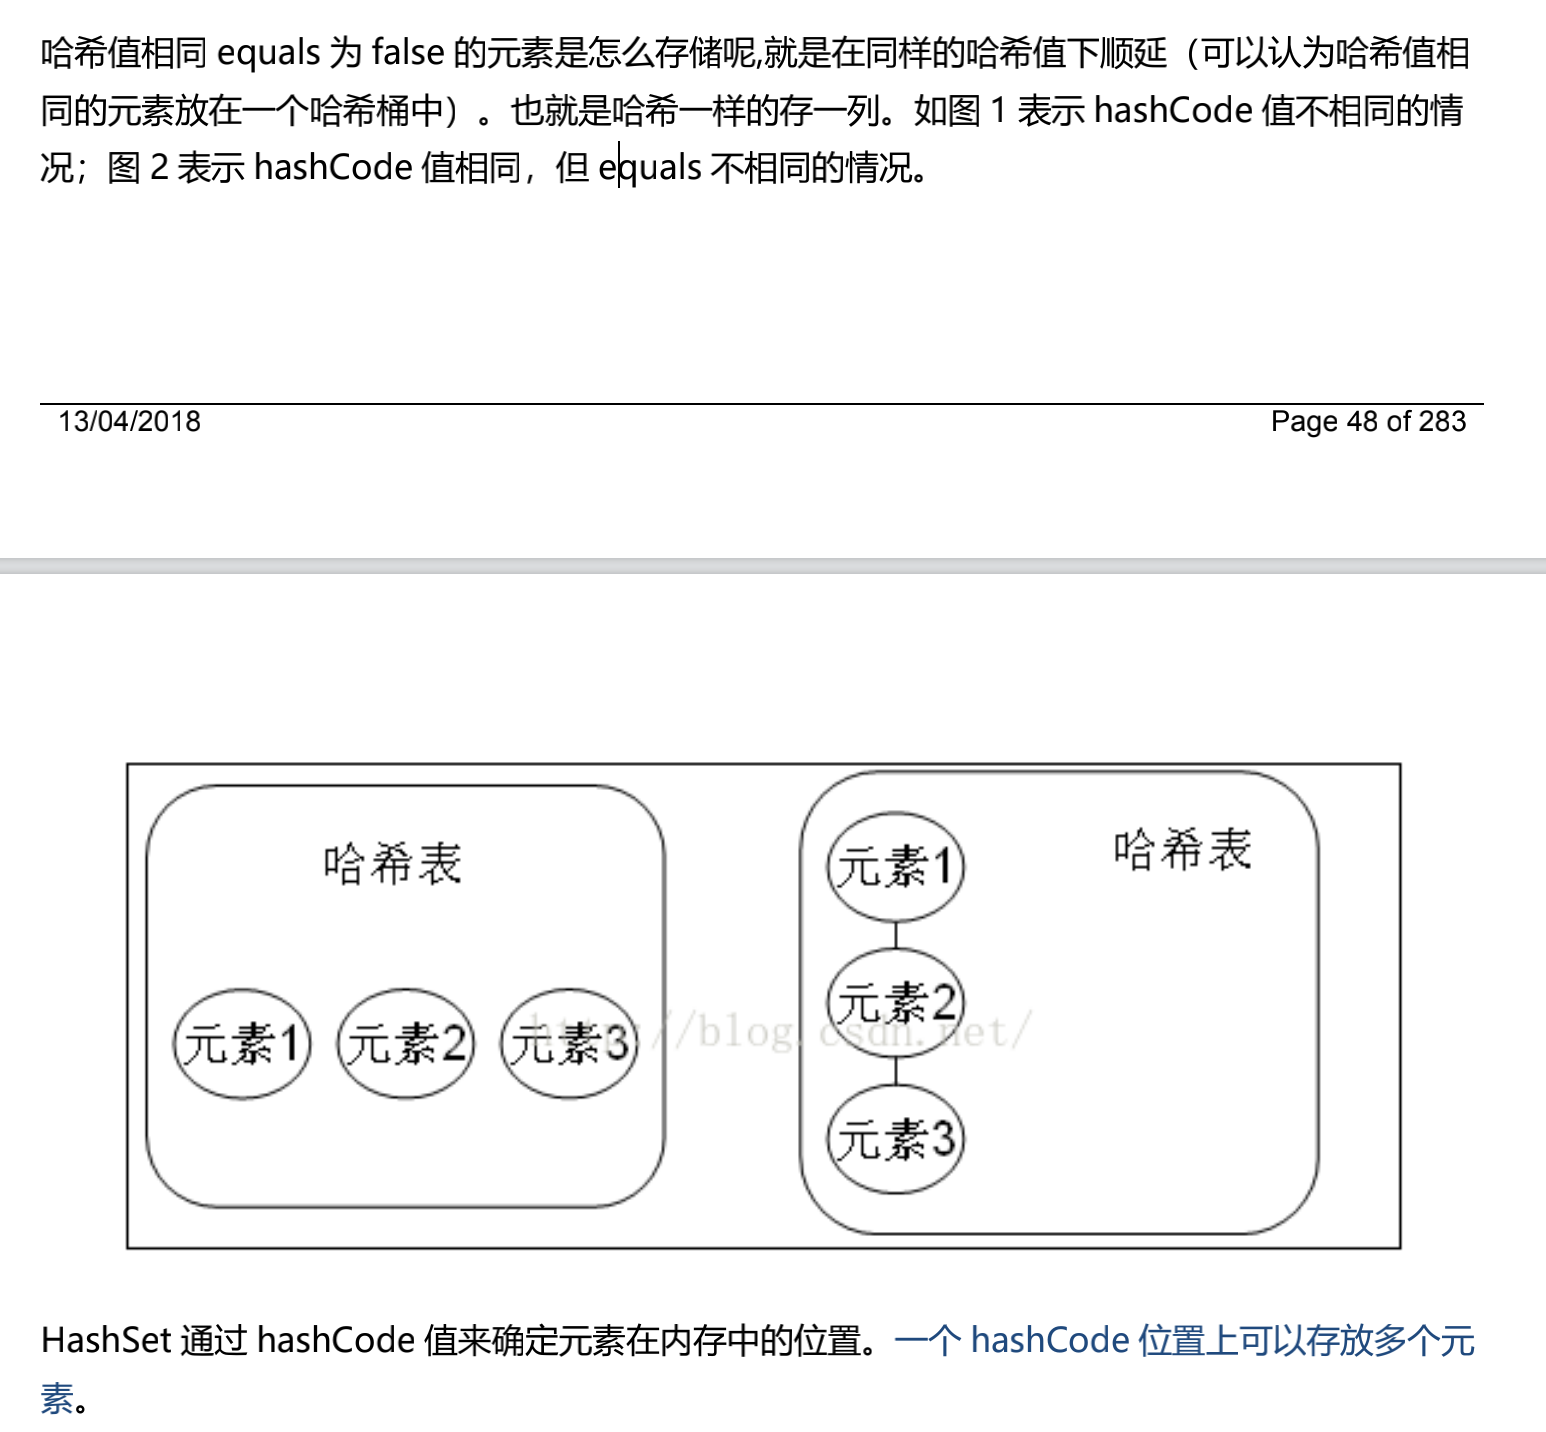 哈希值相同 equals 为 false 的元素是怎么存储呢,就是在同样的哈希值下顺延（可以认为哈希值相
同的元素放在一个哈希桶中）。也就是哈希一样的存一列。如图 1 表示 hashCode 值不相同的情
况；图 2 表示 hashCode 值相同，但 equals 不相同的情况。
13/04/2018 Page 48 of 283
哈希表
元素1 元素2 元素3
哈希表
元素1
元素2
元素3
http://blog.csdn.net/
HashSet 通过 hashCode 值来确定元素在内存中的位置。一个 hashCode 位置上可以存放多个元
素。